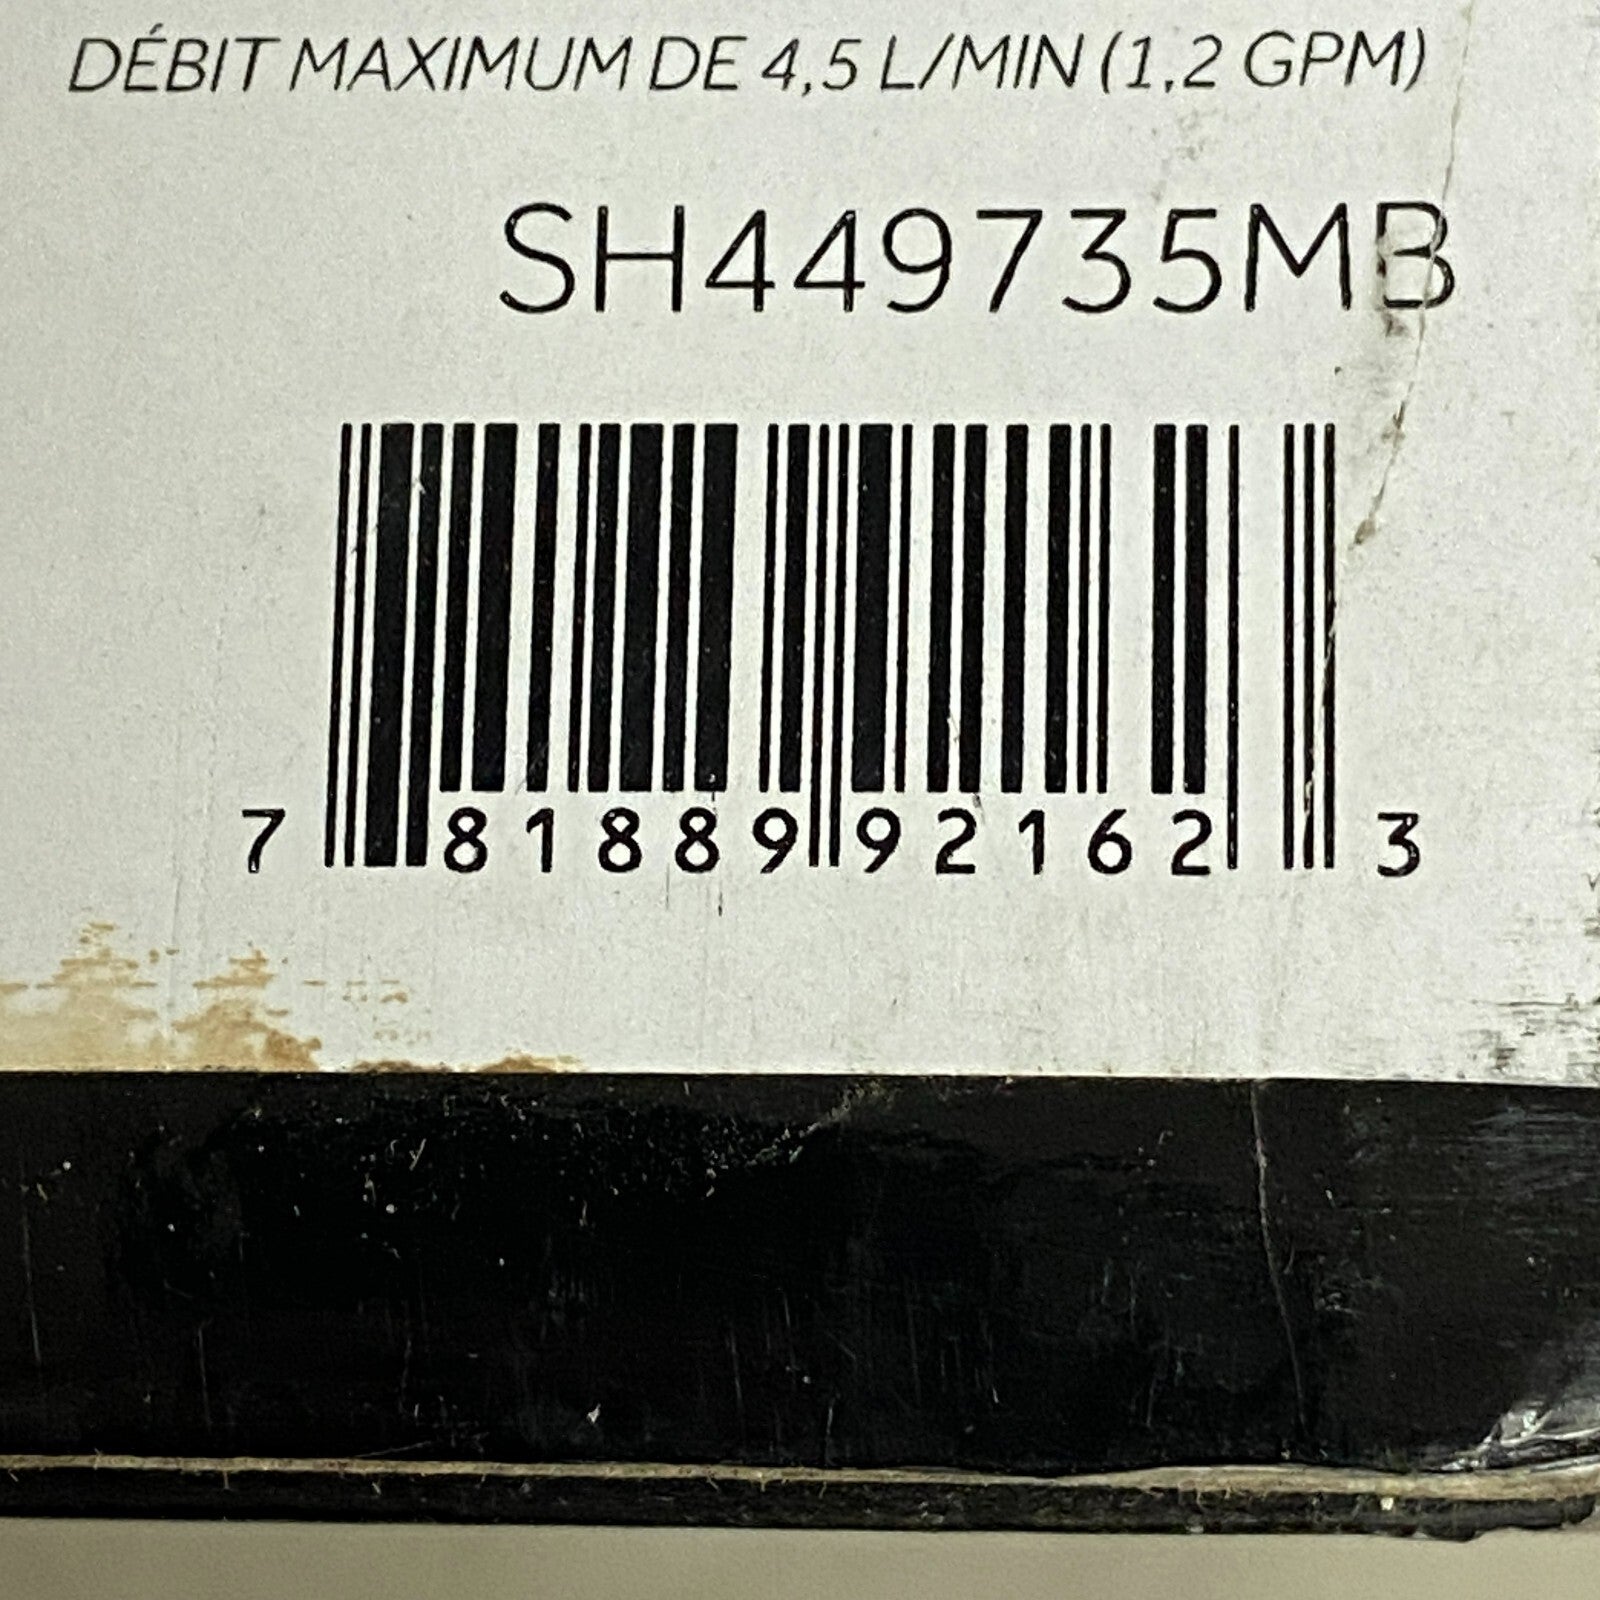 DÉBIT MAXIMUM DE 4,5 L/MIN (1,2 GPM)
SH449735MB
7 81889 92162 3